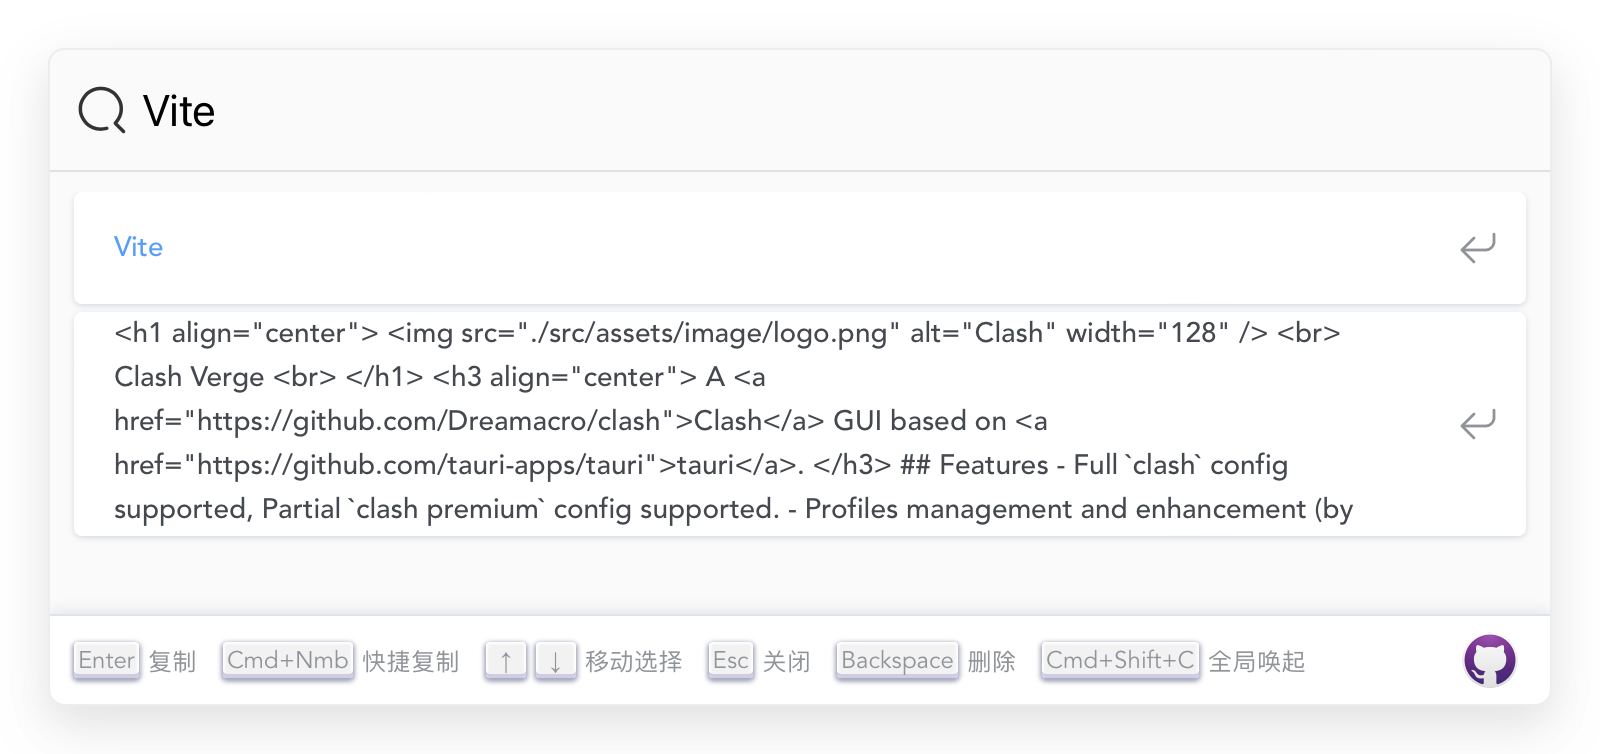 Vite
Vite
<h1 align="center"> <img src="./src/assets/image/logo.png" alt="Clash" width="128" /> <br>
Clash Verge <br> </h1> <h3 align="center"> A <a
href="https://github.com/Dreamacro/clash">Clash</a> GUI based on <a
href="https://github.com/tauri-apps/tauri">tauri</a>. </h3> ## Features - Full `clash` config
supported, Partial `clash premium` config supported. - Profiles management and enhancement (by
Enter 复制 Cmd+Nmb 快捷复制 ↑ ↓ 移动选择 Esc 关闭 Backspace 删除 Cmd+Shift+C 全局唤起